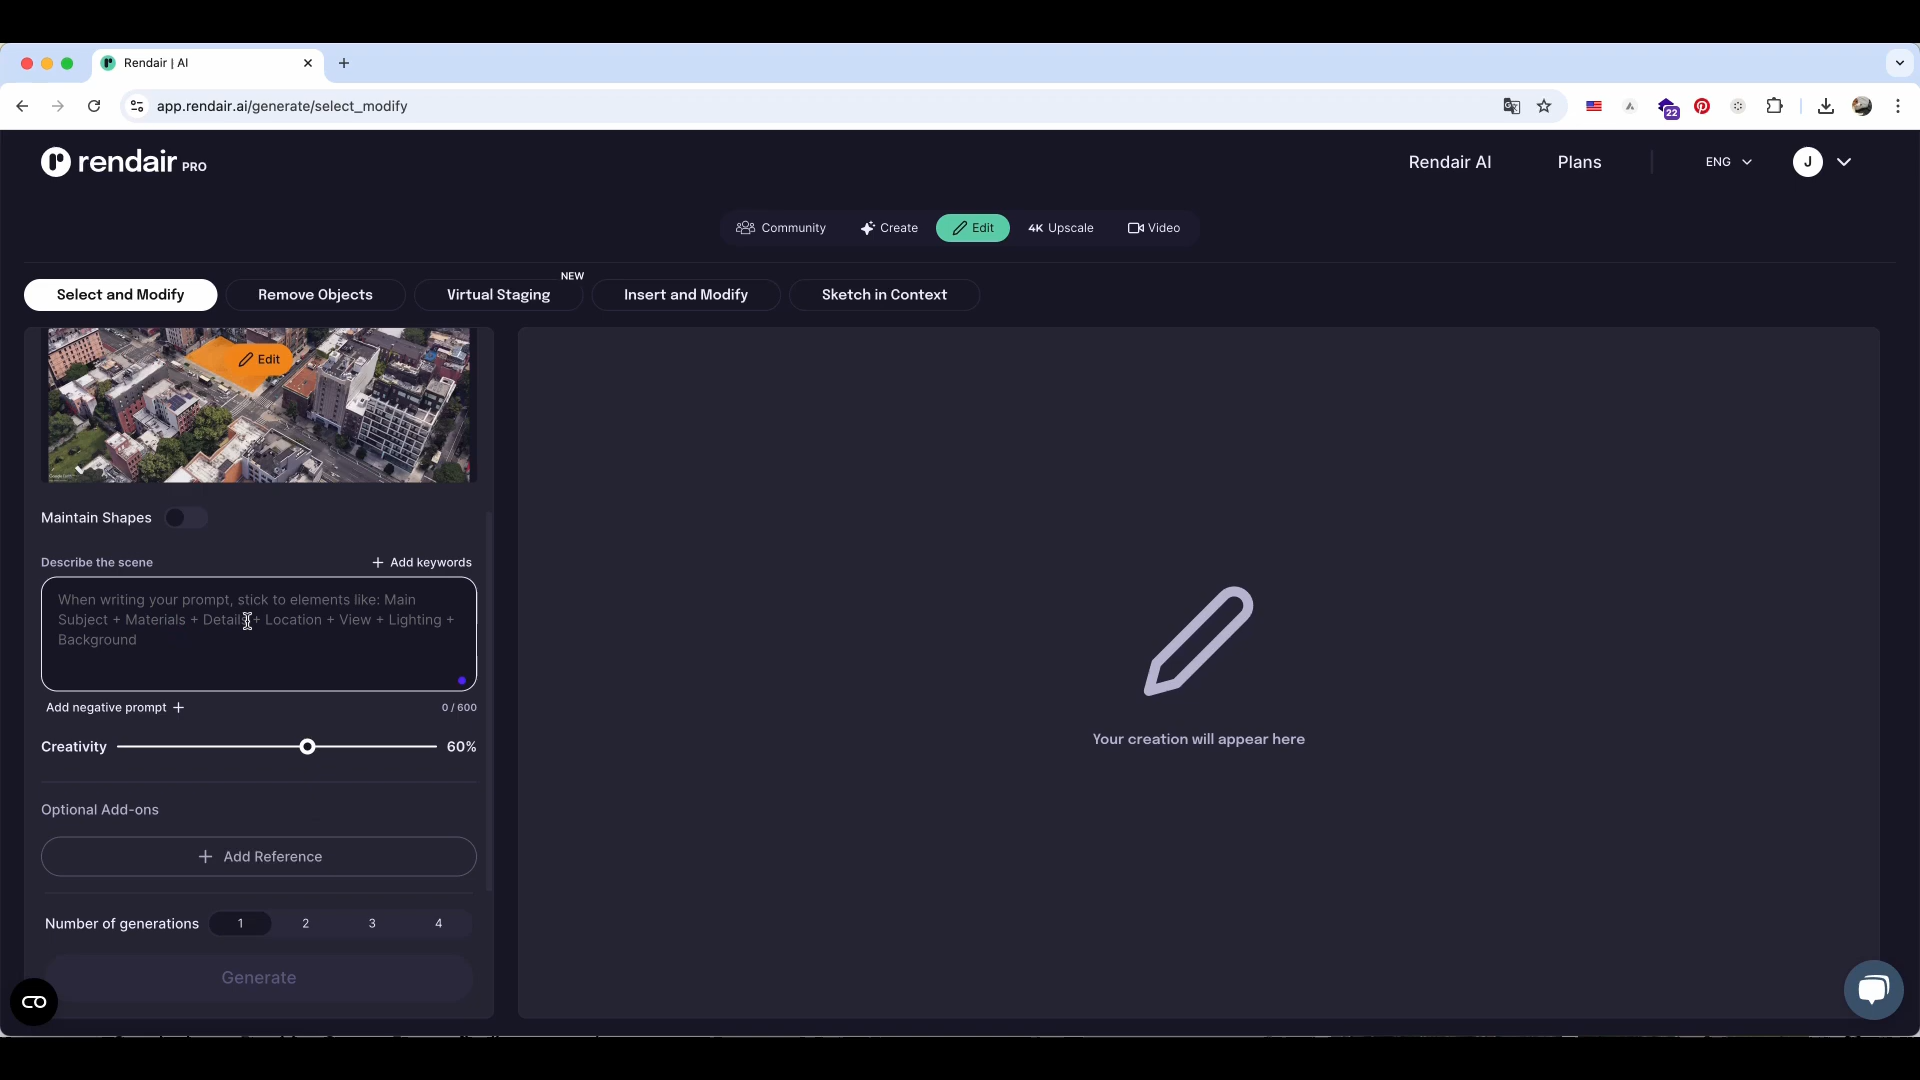 Rendair | AI
app.rendair.ai/generate/select_modify
22
rendair PRO
Rendair AI
Plans
ENG
J
Community
Create
Edit
4K Upscale
Video
Select and Modify
Remove Objects
Virtual Staging
NEW
Insert and Modify
Sketch in Context
Edit
Maintain Shapes
Describe the scene
+ Add keywords
When writing your prompt, stick to elements like: Main
Subject + Materials + Details + Location + View + Lighting +
Background
Add negative prompt +
0 / 600
Creativity
60%
Optional Add-ons
+ Add Reference
Number of generations
1
2
3
4
Generate
Your creation will appear here